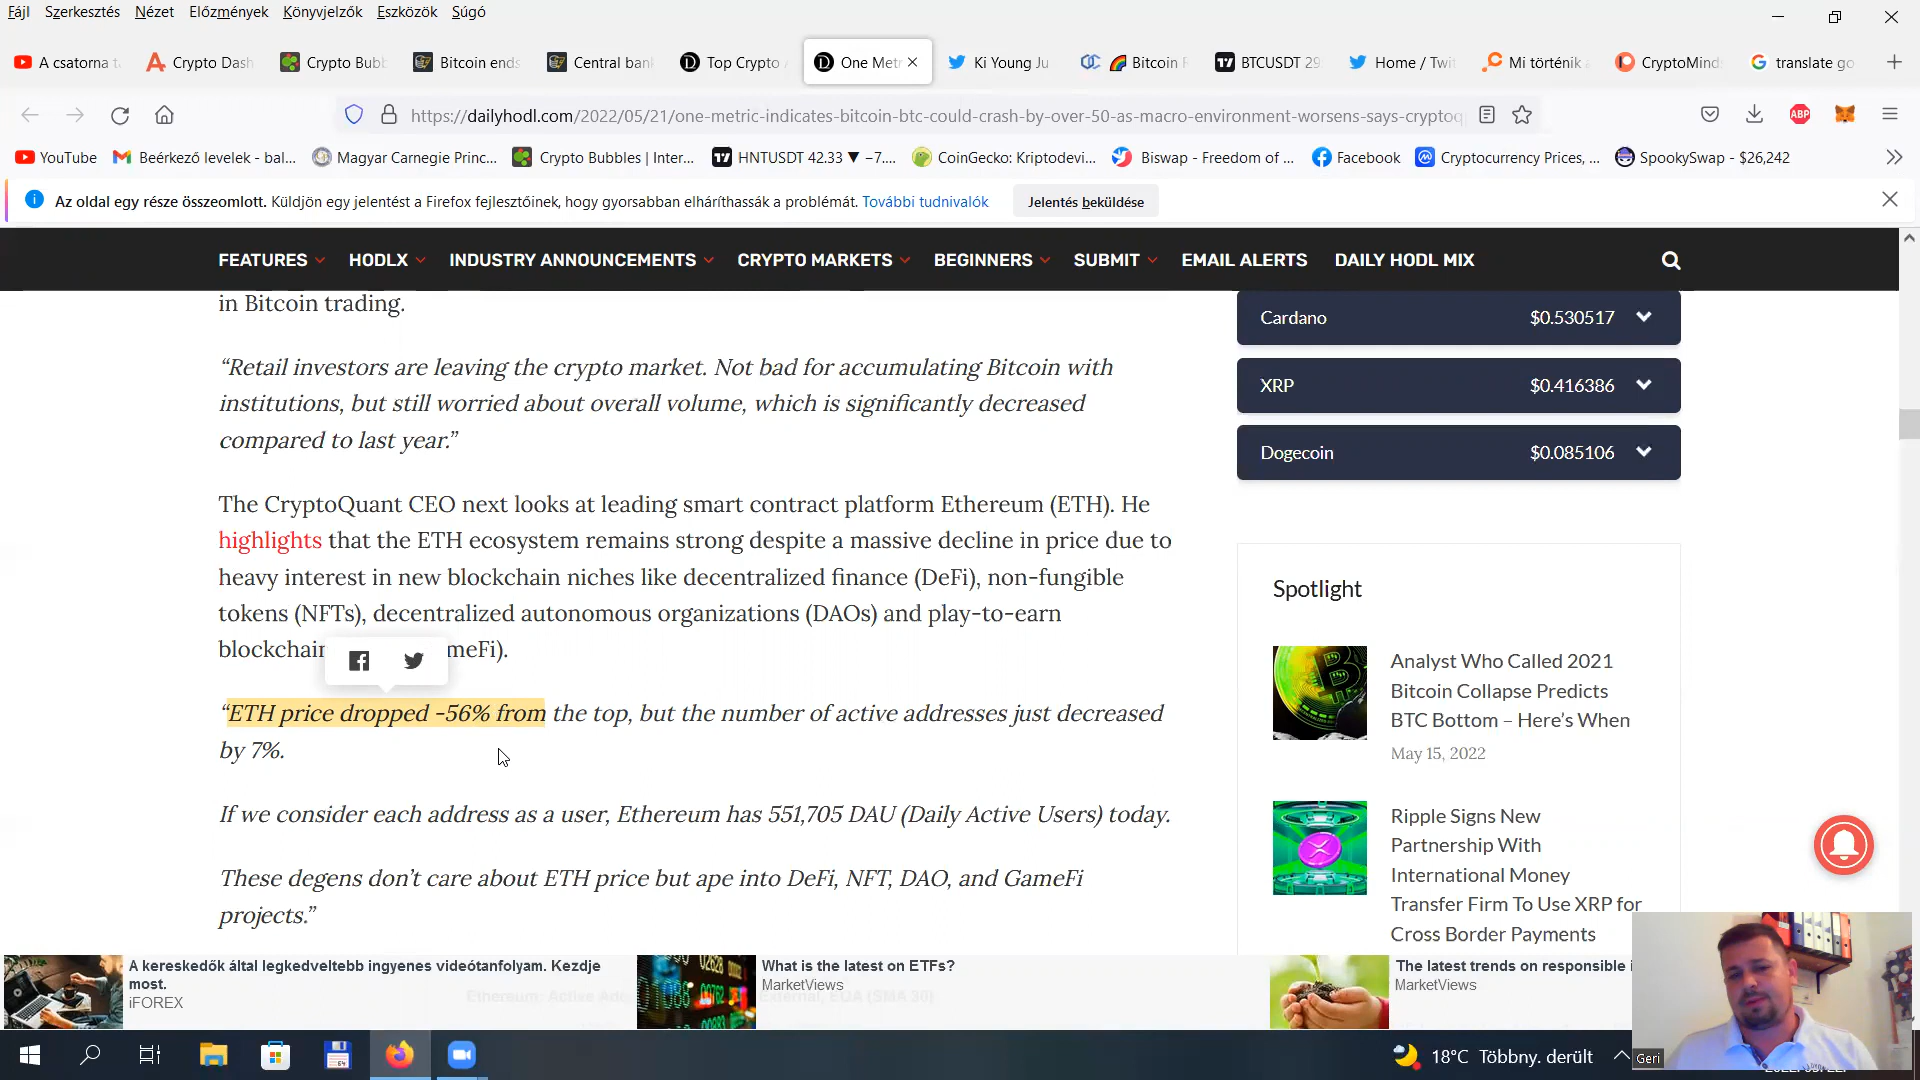 Fájl Szerkesztés Nézet Előzmények Könyvjelzők Eszközök Súgó
A csatorna Crypto Dash Crypto Bubb Bitcoin ends Central bank Top Crypto One Met Ki Young Ju Bitcoin BTCUSDT 29 Home / Twi Mi történik CryptoMind translate go
https://dailyhodl.com/2022/05/21/one-metric-indicates-bitcoin-btc-could-crash-by-over-50-as-macro-environment-worsens-says-cryptoq
ABP
YouTube Beérkező levelek - bal... Magyar Carnegie Princ... Crypto Bubbles | Inter... HNTUSDT 42.33 ▼ −7.... CoinGecko: Kriptodevi... Biswap - Freedom of ... Facebook Cryptocurrency Prices, ... SpookySwap - $26,242
Az oldal egy része összeomlott. Küldjön egy jelentést a Firefox fejlesztőinek, hogy gyorsabban elháríthassák a problémát. További tudnivalók Jelentés beküldése
FEATURES HODLX INDUSTRY ANNOUNCEMENTS CRYPTO MARKETS BEGINNERS SUBMIT EMAIL ALERTS DAILY HODL MIX
in Bitcoin trading.
“Retail investors are leaving the crypto market. Not bad for accumulating Bitcoin with
institutions, but still worried about overall volume, which is significantly decreased
compared to last year.”
The CryptoQuant CEO next looks at leading smart contract platform Ethereum (ETH). He
highlights that the ETH ecosystem remains strong despite a massive decline in price due to
heavy interest in new blockchain niches like decentralized finance (DeFi), non-fungible
tokens (NFTs), decentralized autonomous organizations (DAOs) and play-to-earn
blockchain meFi).
“ETH price dropped -56% from the top, but the number of active addresses just decreased
by 7%.
If we consider each address as a user, Ethereum has 551,705 DAU (Daily Active Users) today.
These degens don’t care about ETH price but ape into DeFi, NFT, DAO, and GameFi
projects.”
Cardano $0.530517
XRP $0.416386
Dogecoin $0.085106
Spotlight
Analyst Who Called 2021
Bitcoin Collapse Predicts
BTC Bottom – Here’s When
May 15, 2022
Ripple Signs New
Partnership With
International Money
Transfer Firm To Use XRP for
Cross Border Payments
A kereskedők által legkedveltebb ingyenes videótanfolyam. Kezdje
most.
iFOREX
What is the latest on ETFs?
MarketViews
The latest trends on responsible i
MarketViews
18°C Többny. derült
Geri